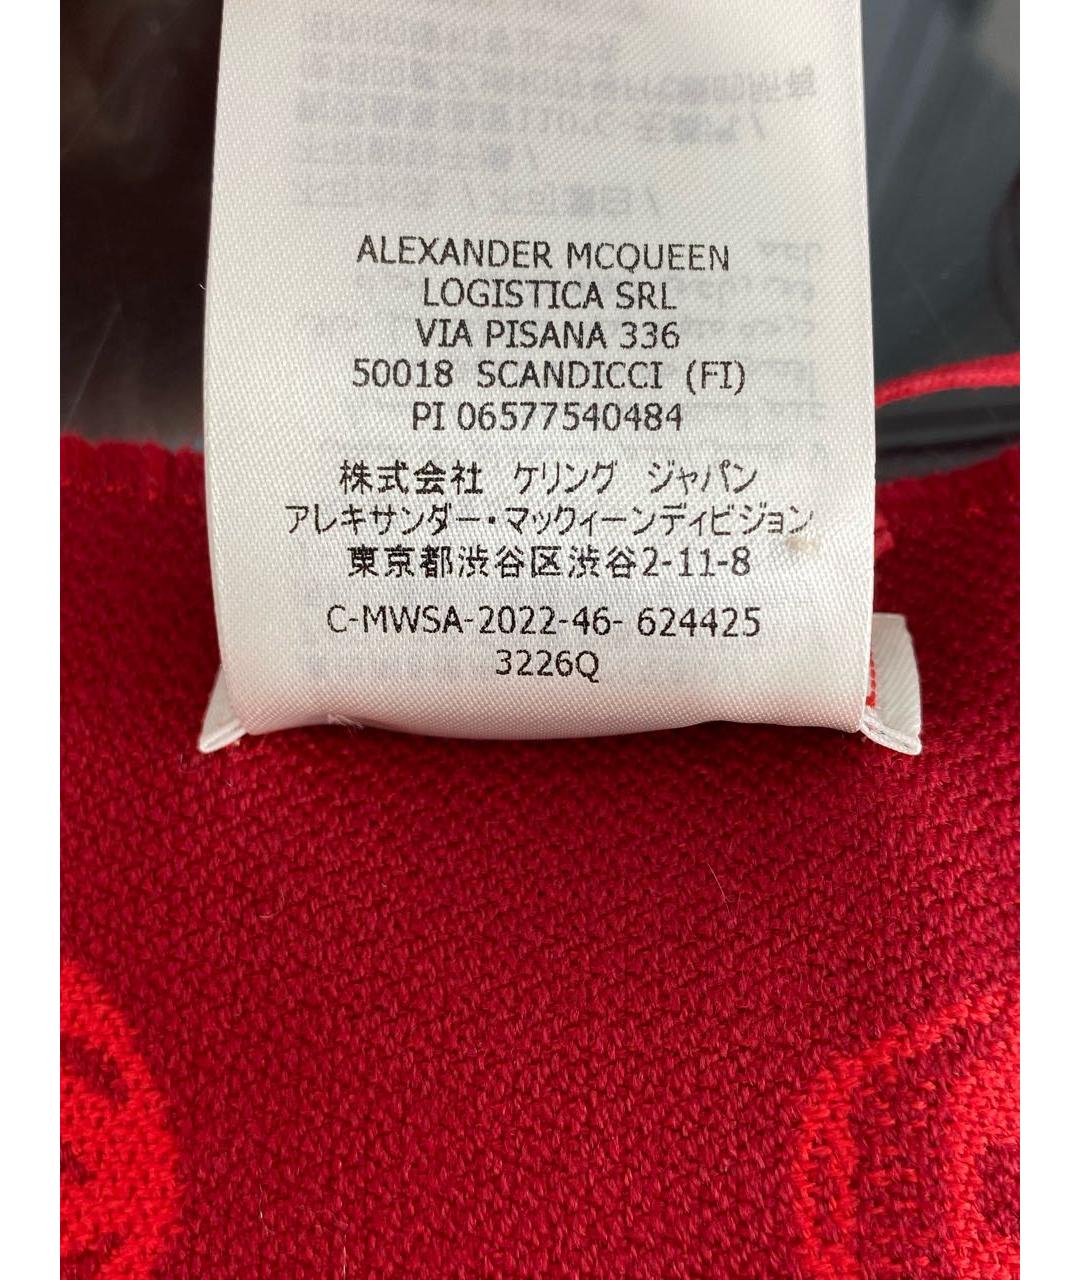 ALEXANDER MCQUEEN
LOGISTICA SRL
VIA PISANA 336
50018 SCANDICCI (FI)
PI 06577540484
株式会社 ケリング ジャパン
アレキサンダー・マックィーンディビジョン
東京都渋谷区渋谷2-11-8
C-MWSA-2022-46- 624425
3226Q